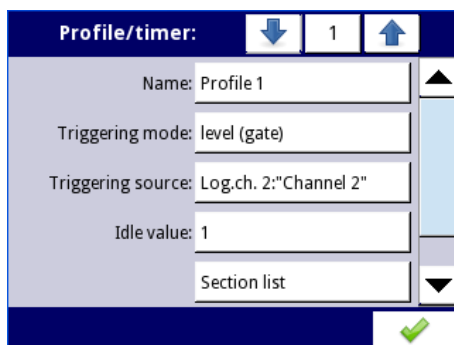 Profile/timer: 1
Name: Profile 1
Triggering mode: level (gate)
Triggering source: Log.ch. 2:"Channel 2"
Idle value: 1
Section list